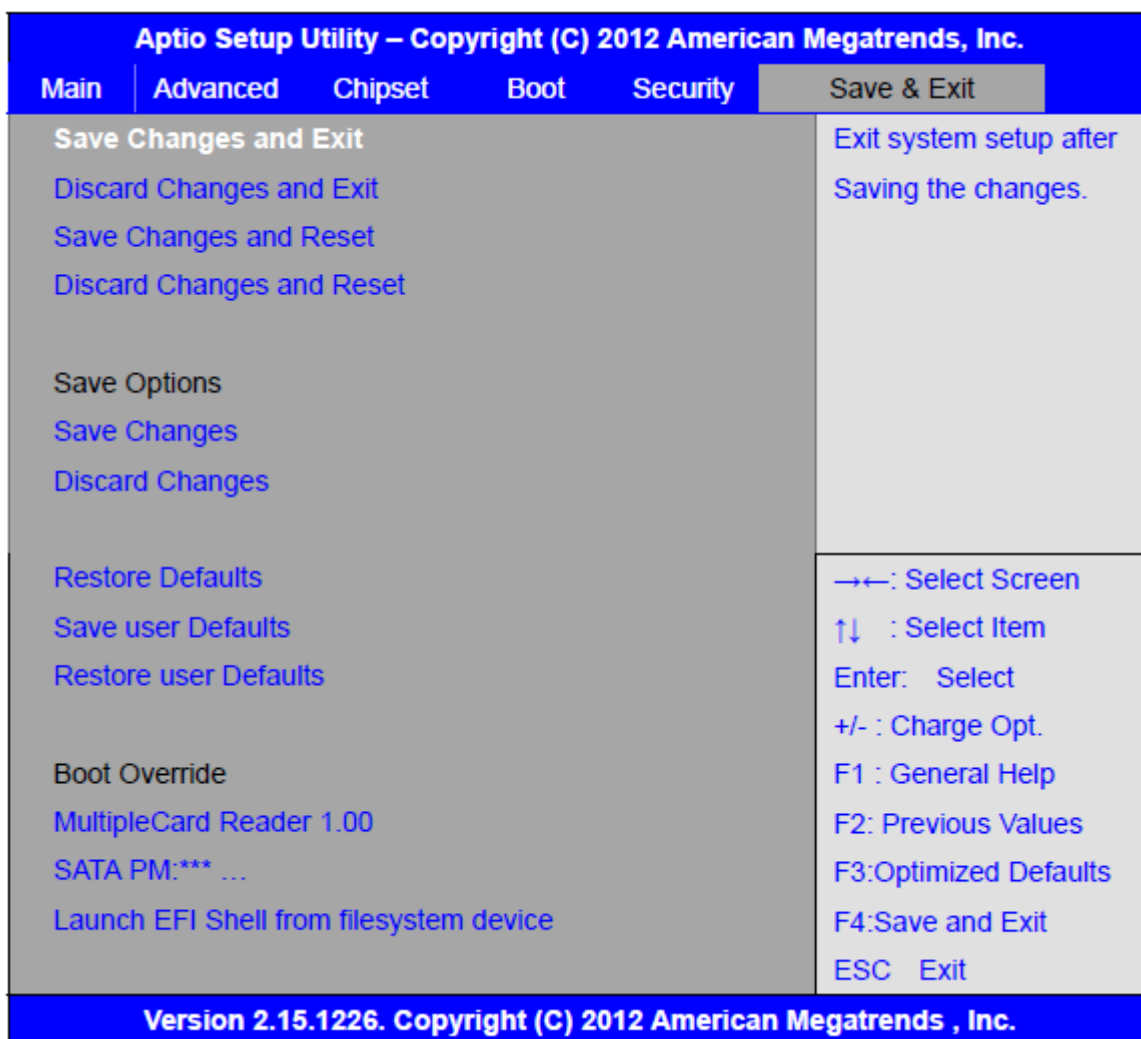 Aptio Setup Utility – Copyright (C) 2012 American Megatrends, Inc.
Main Advanced Chipset Boot Security Save & Exit
Save Changes and Exit
Discard Changes and Exit
Save Changes and Reset
Discard Changes and Reset
Save Options
Save Changes
Discard Changes
Restore Defaults
Save user Defaults
Restore user Defaults
Boot Override
MultipleCard Reader 1.00
SATA PM:*** …
Launch EFI Shell from filesystem device
Exit system setup after
Saving the changes.
→←: Select Screen
↑↓ : Select Item
Enter: Select
+/- : Charge Opt.
F1 : General Help
F2: Previous Values
F3:Optimized Defaults
F4:Save and Exit
ESC Exit
Version 2.15.1226. Copyright (C) 2012 American Megatrends , Inc.